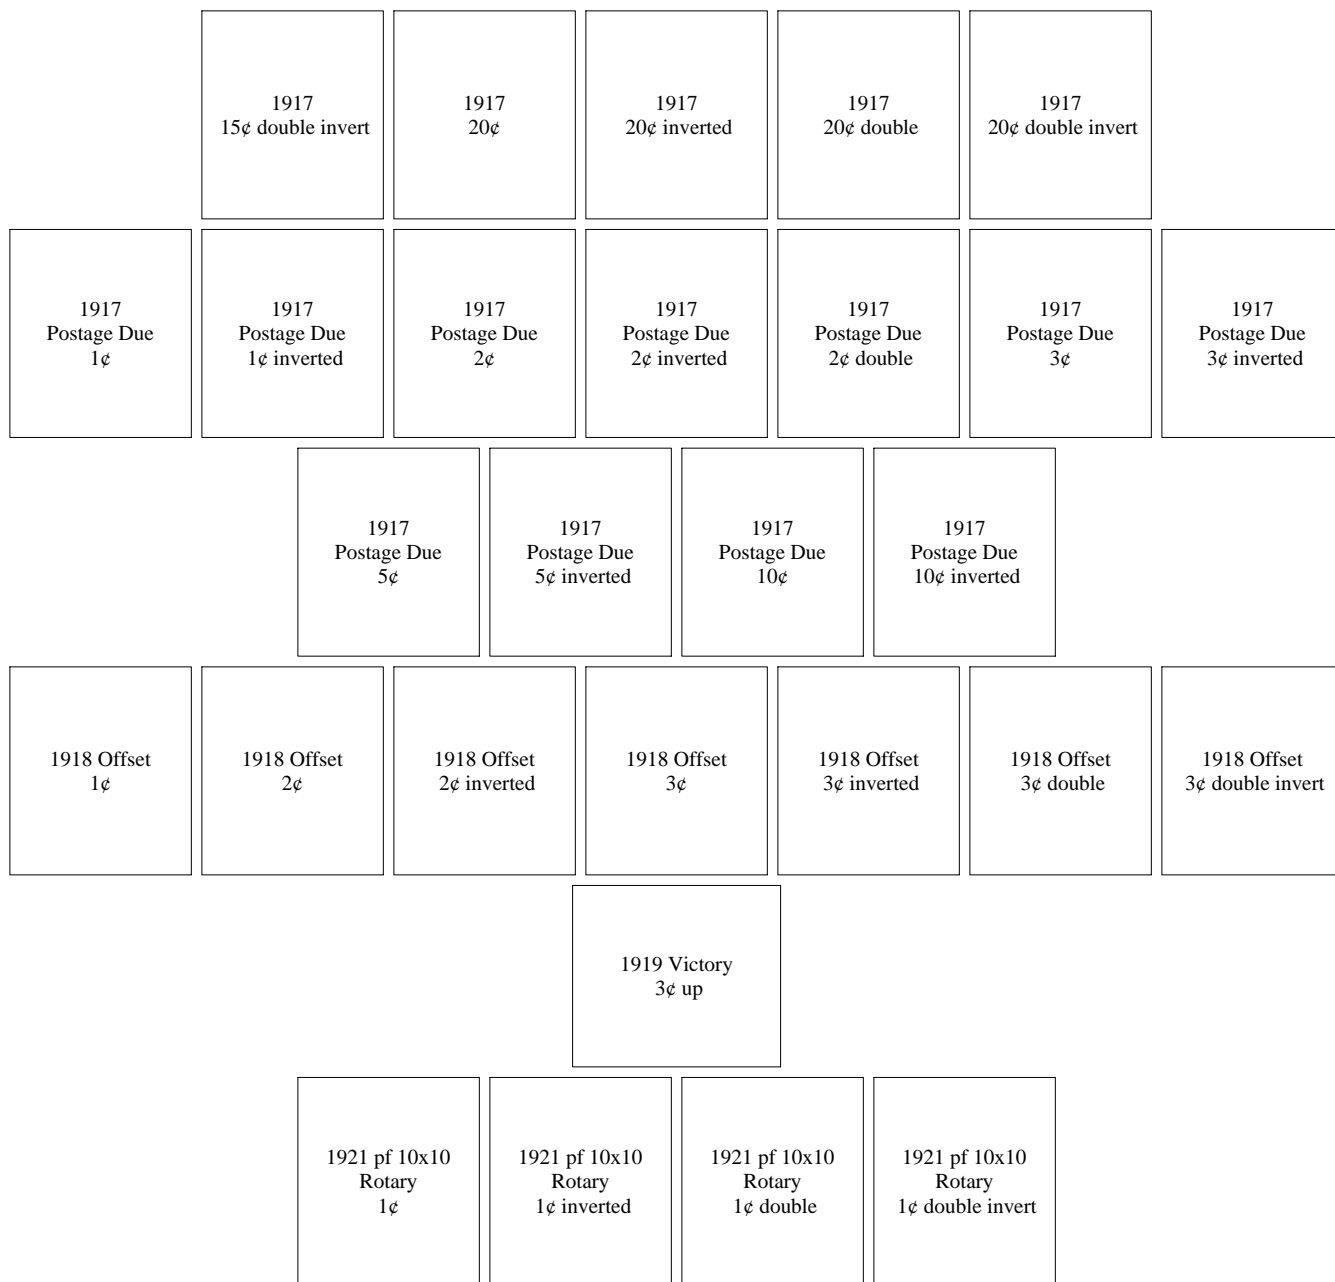 1917
15¢ double invert
1917
20¢
1917
20¢ inverted
1917
20¢ double
1917
20¢ double invert
1917
Postage Due
1¢
1917
Postage Due
1¢ inverted
1917
Postage Due
2¢
1917
Postage Due
2¢ inverted
1917
Postage Due
2¢ double
1917
Postage Due
3¢
1917
Postage Due
3¢ inverted
1917
Postage Due
5¢
1917
Postage Due
5¢ inverted
1917
Postage Due
10¢
1917
Postage Due
10¢ inverted
1918 Offset
1¢
1918 Offset
2¢
1918 Offset
2¢ inverted
1918 Offset
3¢
1918 Offset
3¢ inverted
1918 Offset
3¢ double
1918 Offset
3¢ double invert
1919 Victory
3¢ up
1921 pf 10x10
Rotary
1¢
1921 pf 10x10
Rotary
1¢ inverted
1921 pf 10x10
Rotary
1¢ double
1921 pf 10x10
Rotary
1¢ double invert